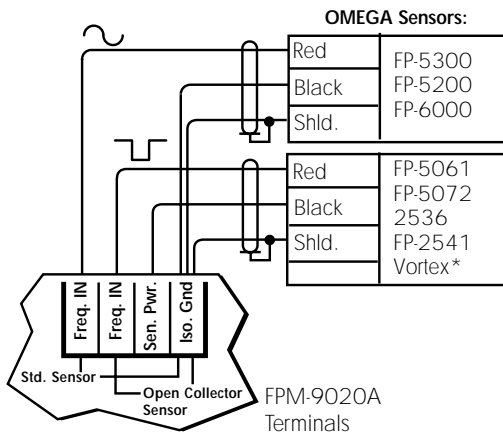 OMEGA Sensors:
Red
Black
Shld.
FP-5300
FP-5200
FP-6000
Red
Black
Shld.
FP-5061
FP-5072
2536
FP-2541
Vortex*
Freq. IN
Freq. IN
Sen. Pwr.
Iso. Gnd
Std. Sensor
Open Collector
Sensor
FPM-9020A
Terminals